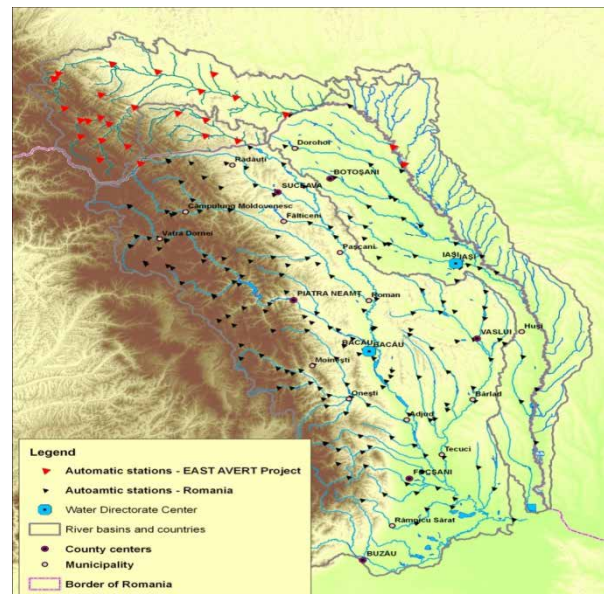 Dorohoi
Rădăuți
BOTOȘANI
SUCEAVA
Câmpulung Moldovenesc
Fălticeni
Vatra Dornei
Pașcani
IAȘI IAȘI
PIATRA NEAMȚ
Roman
VASLUI
Huși
BACĂU BACĂU
Moinești
Onești
Bârlad
Adjud
Tecuci
FOCȘANI
Râmnicu Sărat
BUZĂU
Legend
Automatic stations - EAST AVERT Project
Autoamtic stations - Romania
Water Directorate Center
River basins and countries
County centers
Municipality
Border of Romania